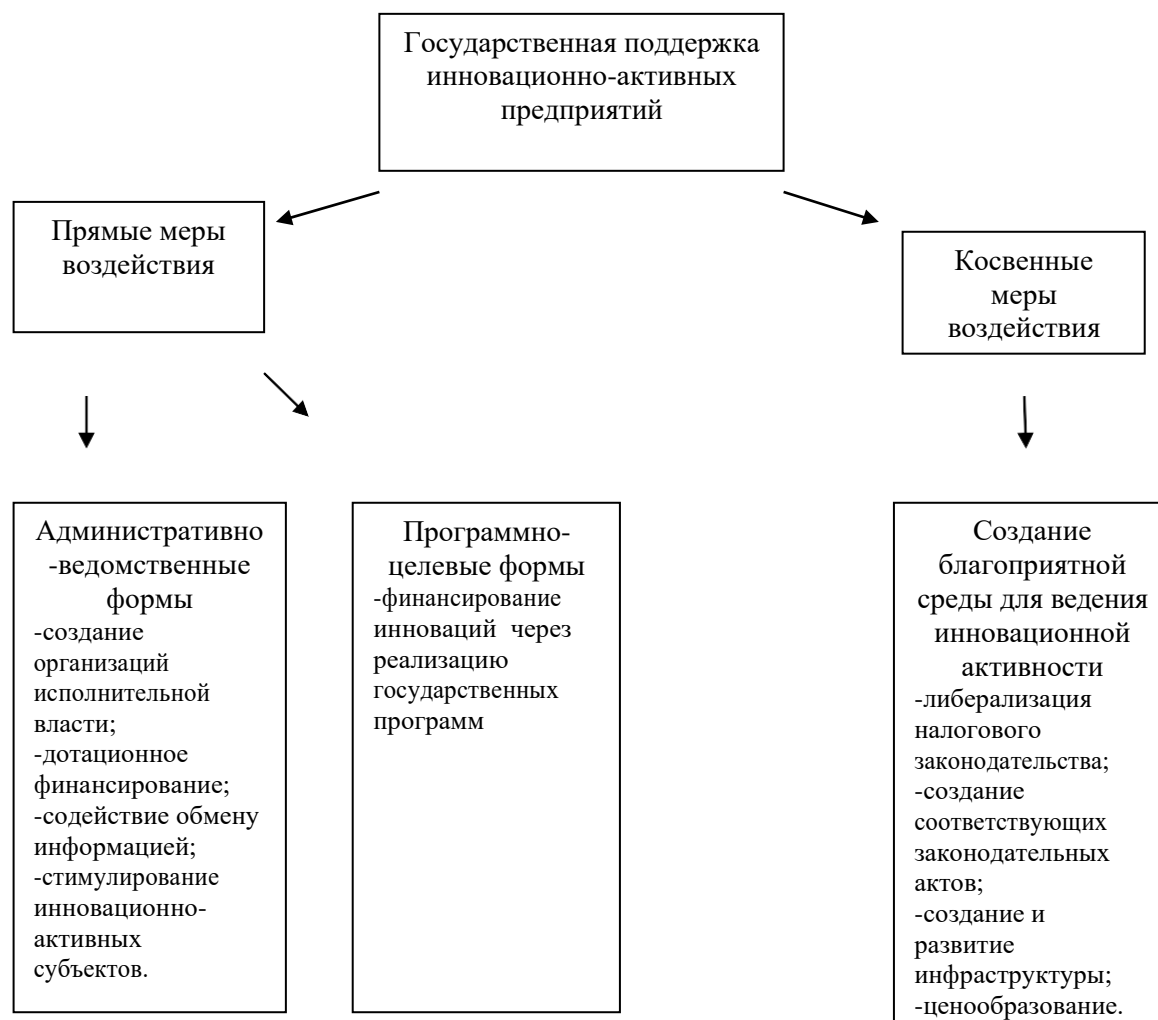 Государственная поддержка
инновационно-активных
предприятий
Прямые меры
воздействия
Косвенные
меры
воздействия
Административно
-ведомственные
формы
-создание
организаций
исполнительной
власти;
-дотационное
финансирование;
-содействие обмену
информацией;
-стимулирование
инновационно-
активных
субъектов.
Программно-
целевые формы
-финансирование
инноваций через
реализацию
государственных
программ
Создание
благоприятной
среды для ведения
инновационной
активности
-либерализация
налогового
законодательства;
-создание
соответствующих
законодательных
актов;
-создание и
развитие
инфраструктуры;
-ценообразование.